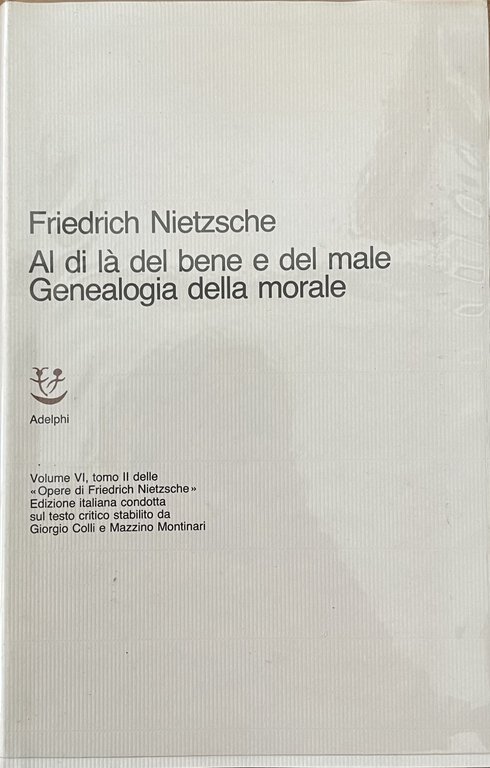 Friedrich Nietzsche
Al di là del bene e del male
Genealogia della morale
Adelphi
Volume VI, tomo II delle
«Opere di Friedrich Nietzsche»
Edizione italiana condotta
sul testo critico stabilito da
Giorgio Colli e Mazzino Montinari